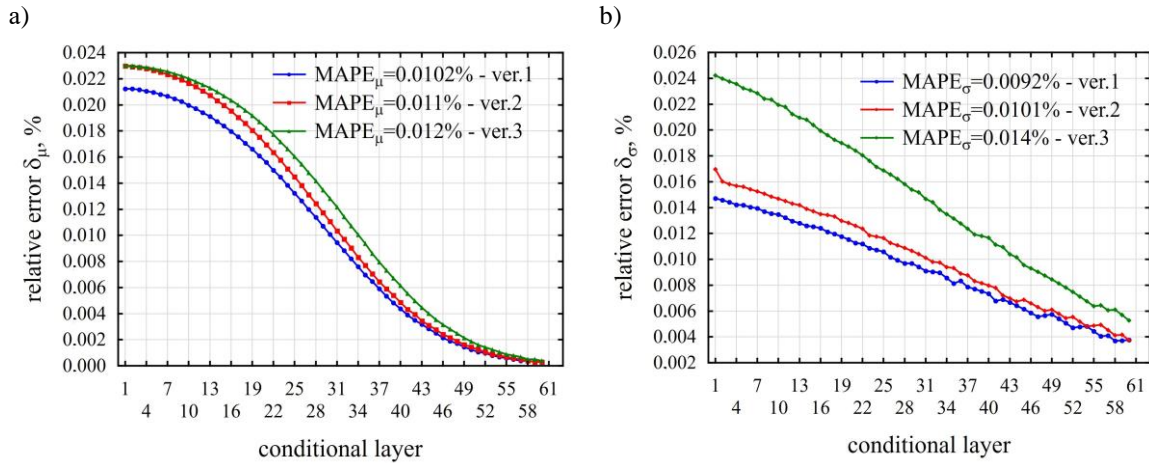 a)
0.024
0.022
0.020
0.018
0.016
0.014
0.012
0.010
0.008
0.006
0.004
0.002
0.000
relative error δμ, %
MAPEμ=0.0102% - ver.1
MAPEμ=0.011% - ver.2
MAPEμ=0.012% - ver.3
1 7 13 19 25 31 37 43 49 55 61
4 10 16 22 28 34 40 46 52 58
conditional layer
b)
0.026
0.024
0.022
0.020
0.018
0.016
0.014
0.012
0.010
0.008
0.006
0.004
0.002
relative error δσ, %
MAPEσ=0.0092% - ver.1
MAPEσ=0.0101% - ver.2
MAPEσ=0.014% - ver.3
1 7 13 19 25 31 37 43 49 55 61
4 10 16 22 28 34 40 46 52 58
conditional layer